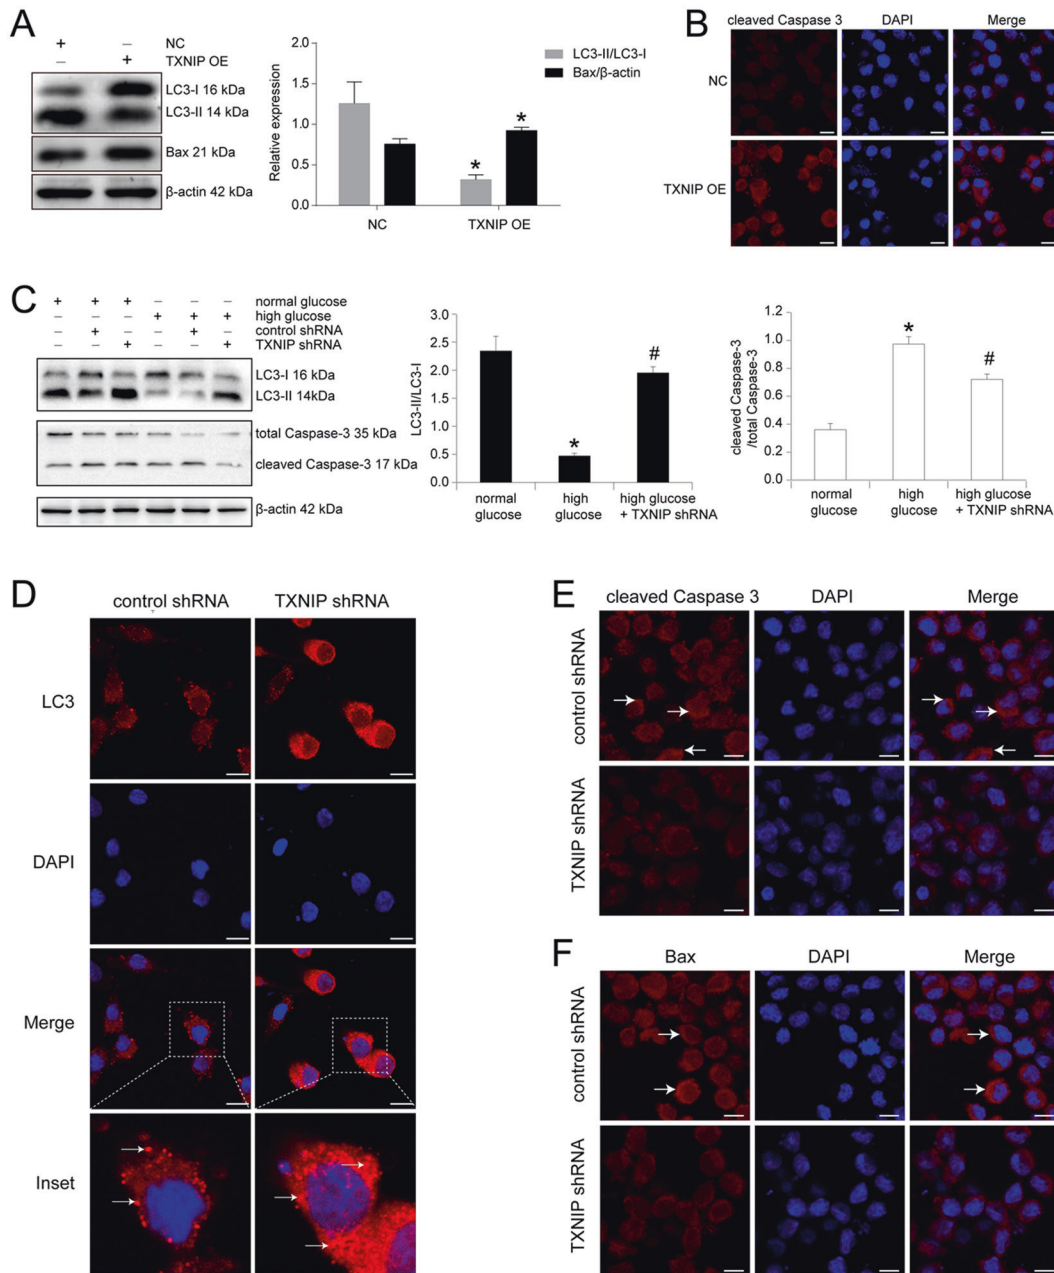 A
+ – NC
– + TXNIP OE
LC3-I 16 kDa
LC3-II 14 kDa
Bax 21 kDa
β-actin 42 kDa
Relative expression
2.0
1.5
1.0
0.5
0.0
LC3-II/LC3-I
Bax/β-actin
*
*
NC TXNIP OE
B
cleaved Caspase 3 DAPI Merge
NC
TXNIP OE
C
+ + + – – – normal glucose
– – – + + + high glucose
– + – – + – control shRNA
– – + – – + TXNIP shRNA
LC3-I 16 kDa
LC3-II 14kDa
total Caspase-3 35 kDa
cleaved Caspase-3 17 kDa
β-actin 42 kDa
LC3-II/LC3-I
3.0
2.5
2.0
1.5
1.0
0.5
0.0
*
#
normal glucose
high glucose
high glucose + TXNIP shRNA
cleaved Caspase-3
/total Caspase-3
1.2
1.0
0.8
0.6
0.4
0.2
0
*
#
normal glucose
high glucose
high glucose + TXNIP shRNA
D
control shRNA TXNIP shRNA
LC3
DAPI
Merge
Inset
E
cleaved Caspase 3 DAPI Merge
control shRNA
TXNIP shRNA
F
Bax DAPI Merge
control shRNA
TXNIP shRNA